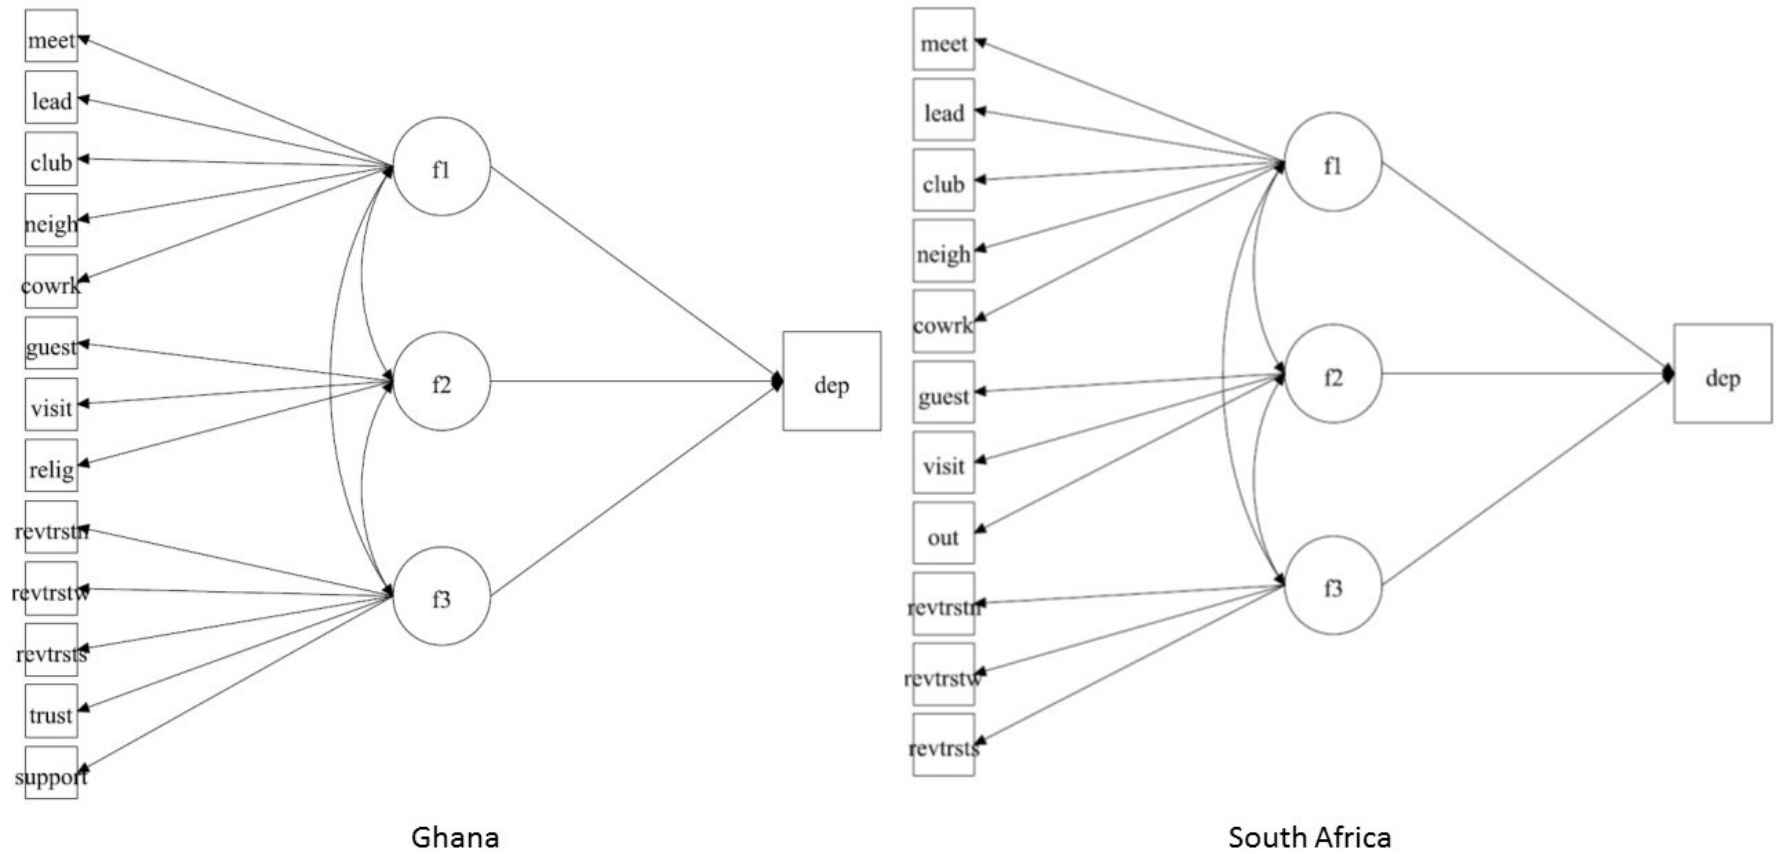 meet
lead
club
neigh
cowrk
guest
visit
relig
revtrstn
revtrstw
revtrsts
trust
support
f1
f2
f3
dep
Ghana
meet
lead
club
neigh
cowrk
guest
visit
out
revtrstn
revtrstw
revtrsts
f1
f2
f3
dep
South Africa